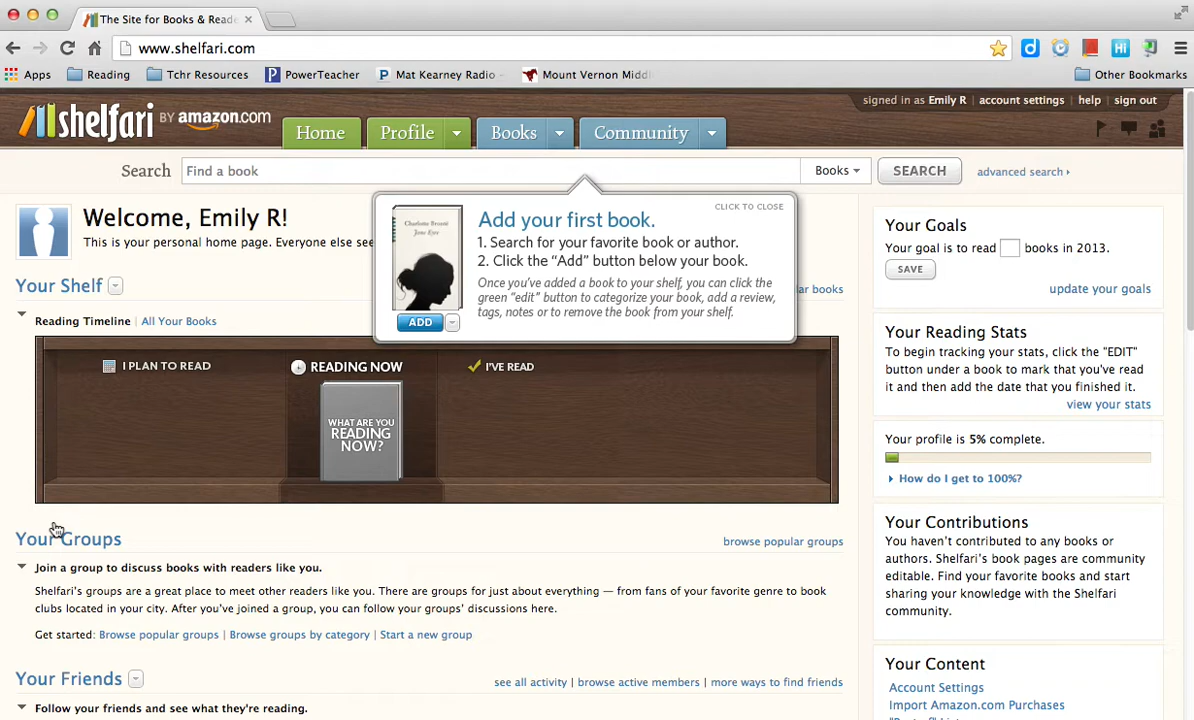 The Site for Books & Reade
www.shelfari.com
Apps Reading Tchr Resources PowerTeacher Mat Kearney Radio Mount Vernon Middl Other Bookmarks
shelfari BY amazon.com
signed in as Emily R account settings help sign out
Home Profile Books Community
Search Find a book Books SEARCH advanced search
Welcome, Emily R!
This is your personal home page. Everyone else see
Add your first book.
CLICK TO CLOSE
1. Search for your favorite book or author.
2. Click the "Add" button below your book.
Once you've added a book to your shelf, you can click the
green "edit" button to categorize your book, add a review,
tags, notes or to remove the book from your shelf.
Charlotte Brontë
Jane Eyre
ADD
Your Shelf
ar books
Reading Timeline All Your Books
I PLAN TO READ READING NOW I'VE READ
WHAT ARE YOU
READING
NOW?
Your Groups
browse popular groups
Join a group to discuss books with readers like you.
Shelfari's groups are a great place to meet other readers like you. There are groups for just about everything — from fans of your favorite genre to book
clubs located in your city. After you've joined a group, you can follow your groups' discussions here.
Get started: Browse popular groups | Browse groups by category | Start a new group
Your Friends
see all activity | browse active members | more ways to find friends
Follow your friends and see what they're reading.
Your Goals
Your goal is to read books in 2013.
SAVE
update your goals
Your Reading Stats
To begin tracking your stats, click the "EDIT"
button under a book to mark that you've read
it and then add the date that you finished it.
view your stats
Your profile is 5% complete.
How do I get to 100%?
Your Contributions
You haven't contributed to any books or
authors. Shelfari's book pages are community
editable. Find your favorite books and start
sharing your knowledge with the Shelfari
community.
Your Content
Account Settings
Import Amazon.com Purchases